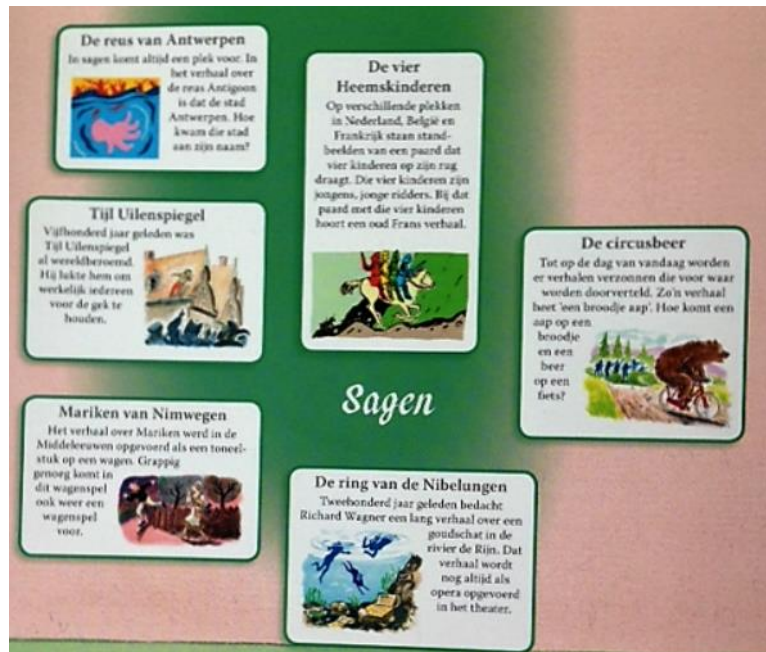 De reus van Antwerpen
In sagen komt altijd een plek voor. In
het verhaal over
de reus Antigoon
is dat de stad
Antwerpen. Hoe
kwam die stad
aan zijn naam?
De vier
Heemskinderen
Op verschillende plekken
in Nederland, België en
Frankrijk staan stand-
beelden van een paard dat
vier kinderen op zijn rug
draagt. Die vier kinderen zijn
jongens, jonge ridders. Bij dat
paard met die vier kinderen
hoort een oud Frans verhaal.
Tijl Uilenspiegel
Vijfhonderd jaar geleden was
Tijl Uilenspiegel
al wereldberoemd.
Hij lukte hem om
werkelijk iedereen
voor de gek te
houden.
De circusbeer
Tot op de dag van vandaag worden
er verhalen verzonnen die voor waar
worden doorverteld. Zo'n verhaal
heet 'een broodje aap'. Hoe komt een
aap op een
broodje
en een
beer
op een
fiets?
Sagen
Mariken van Nimwegen
Het verhaal over Mariken werd in de
Middeleeuwen opgevoerd als een toneel-
stuk op een wagen. Grappig
genoeg komt in
dit wagenspel
ook weer een
wagenspel
voor.
De ring van de Nibelungen
Tweehonderd jaar geleden bedacht
Richard Wagner een lang verhaal over een
goudschat in de
rivier de Rijn. Dat
verhaal wordt
nog altijd als
opera opgevoerd
in het theater.